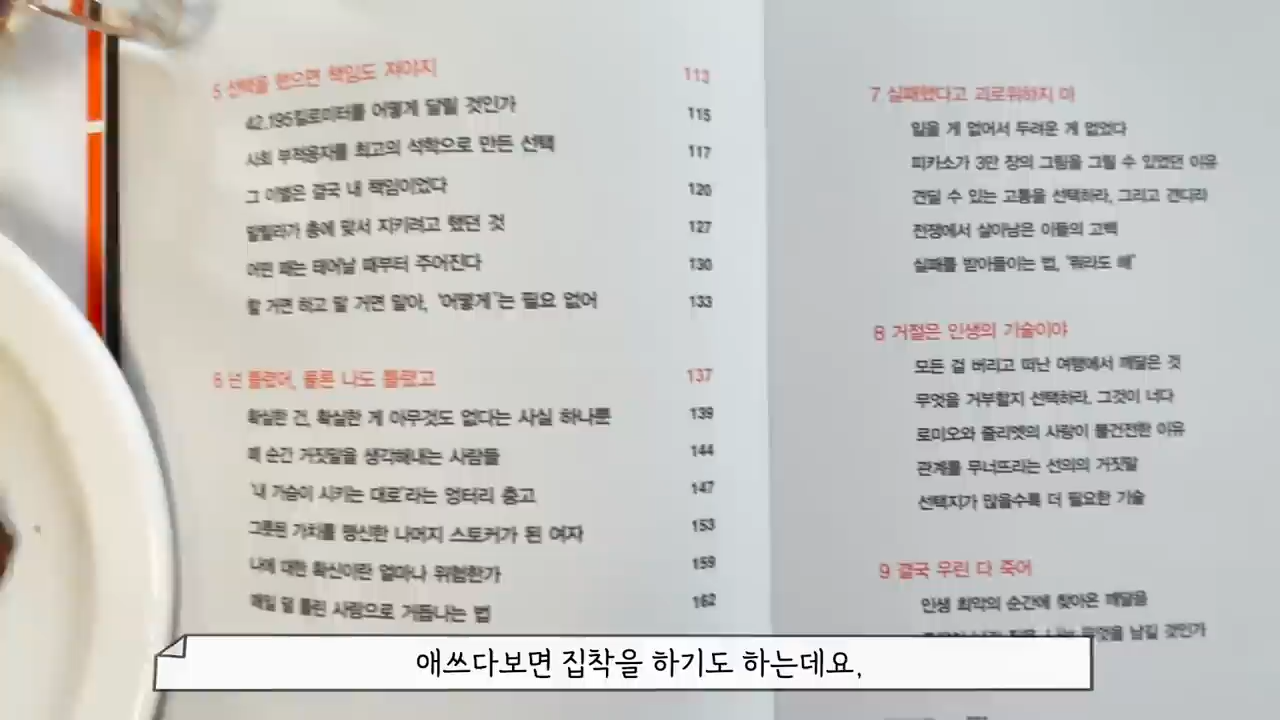 5 선택을 했으면 책임도 져야지 113
42.195킬로미터를 어떻게 달릴 것인가 115
사회 부적응자를 최고의 석학으로 만든 선택 117
그 이별은 결국 내 책임이었다 120
말랄라가 총에 맞서 지키려고 했던 것 127
어떤 패는 태어날 때부터 주어진다 130
할 거면 하고 말 거면 말아, '어떻게'는 필요 없어 133
6 넌 틀렸어, 물론 나도 틀렸고 137
확실한 건, 확실한 게 아무것도 없다는 사실 하나뿐 139
매 순간 거짓말을 생각해내는 사람들 144
'내 가슴이 시키는 대로'라는 엉터리 충고 147
그릇된 가치를 맹신한 나머지 스토커가 된 여자 153
나에 대한 확신이란 얼마나 위험한가 159
매일 덜 틀린 사람으로 거듭나는 법 162
7 실패했다고 괴로워하지 마
잃을 게 없어서 두려운 게 없었다
피카소가 3만 장의 그림을 그릴 수 있었던 이유
견딜 수 있는 고통을 선택하라, 그리고 견디라
전쟁에서 살아남은 이들의 고백
실패를 받아들이는 법, '뭐라도 해'
8 거절은 인생의 기술이야
모든 걸 버리고 떠난 여행에서 깨달은 것
무엇을 거부할지 선택하라, 그것이 너다
로미오와 줄리엣의 사랑이 불건전한 이유
관계를 무너뜨리는 선의의 거짓말
선택지가 많을수록 더 필요한 기술
9 결국 우린 다 죽어
인생 최악의 순간에 찾아온 깨달음
무엇을 남길 것인가
애쓰다보면 집착을 하기도 하는데요,